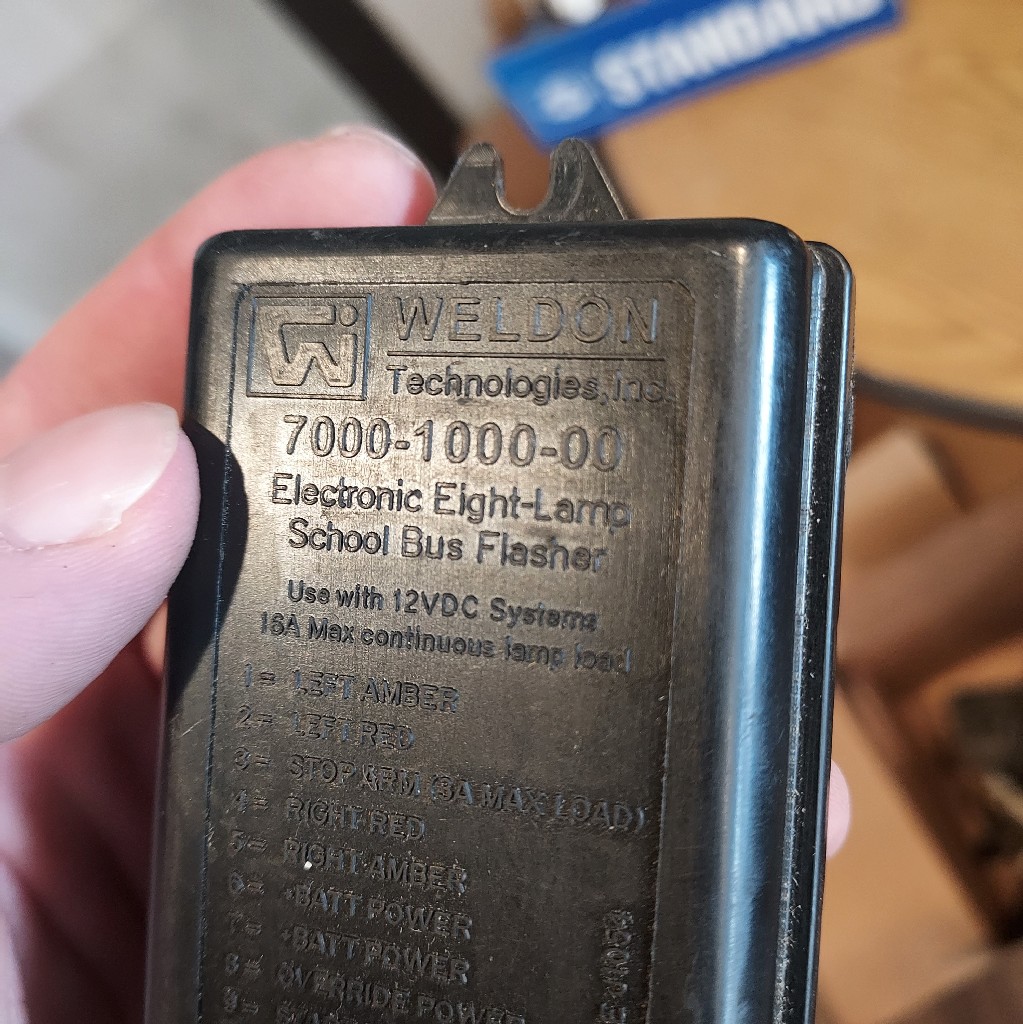 STANDARD
WELDON
Technologies, Inc.
7000-1000-00
Electronic Eight-Lamp
School Bus Flasher
Use with 12VDC Systems
16A Max continuous lamp load
1= LEFT AMBER
2= LEFT RED
3= STOP ARM (3A MAX LOAD)
4= RIGHT RED
5= RIGHT AMBER
6= +BATT POWER
7= +BATT POWER
8= OVERRIDE POWER
9=